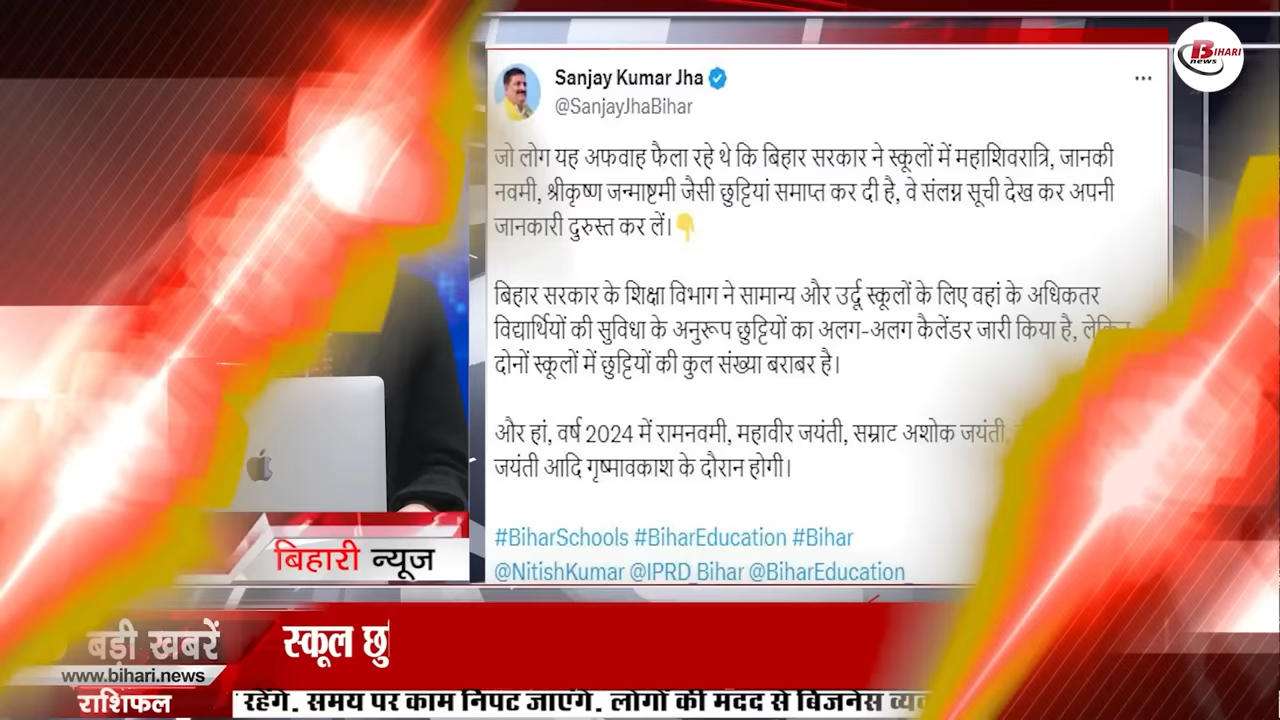 BIHARI
news
Sanjay Kumar Jha
@SanjayJhaBihar
जो लोग यह अफवाह फैला रहे थे कि बिहार सरकार ने स्कूलों में महाशिवरात्रि, जानकी
नवमी, श्रीकृष्ण जन्माष्टमी जैसी छुट्टियां समाप्त कर दी है, वे संलग्न सूची देख कर अपनी
जानकारी दुरुस्त कर लें।👇
बिहार सरकार के शिक्षा विभाग ने सामान्य और उर्दू स्कूलों के लिए वहां के अधिकतर
विद्यार्थियों की सुविधा के अनुरूप छुट्टियों का अलग-अलग कैलेंडर जारी किया है, लेकिन
दोनों स्कूलों में छुट्टियों की कुल संख्या बराबर है।
और हां, वर्ष 2024 में रामनवमी, महावीर जयंती, सम्राट अशोक जयंती,
जयंती आदि गृष्मावकाश के दौरान होगी।
#BiharSchools #BiharEducation #Bihar
@NitishKumar @IPRD_Bihar @BiharEducation_
बिहारी न्यूज
बड़ी खबरें
स्कूल छु
www.bihari.news
राशिफल
रहेंगे. समय पर काम निपट जाएंगे. लोगों की मदद से बिजनेस